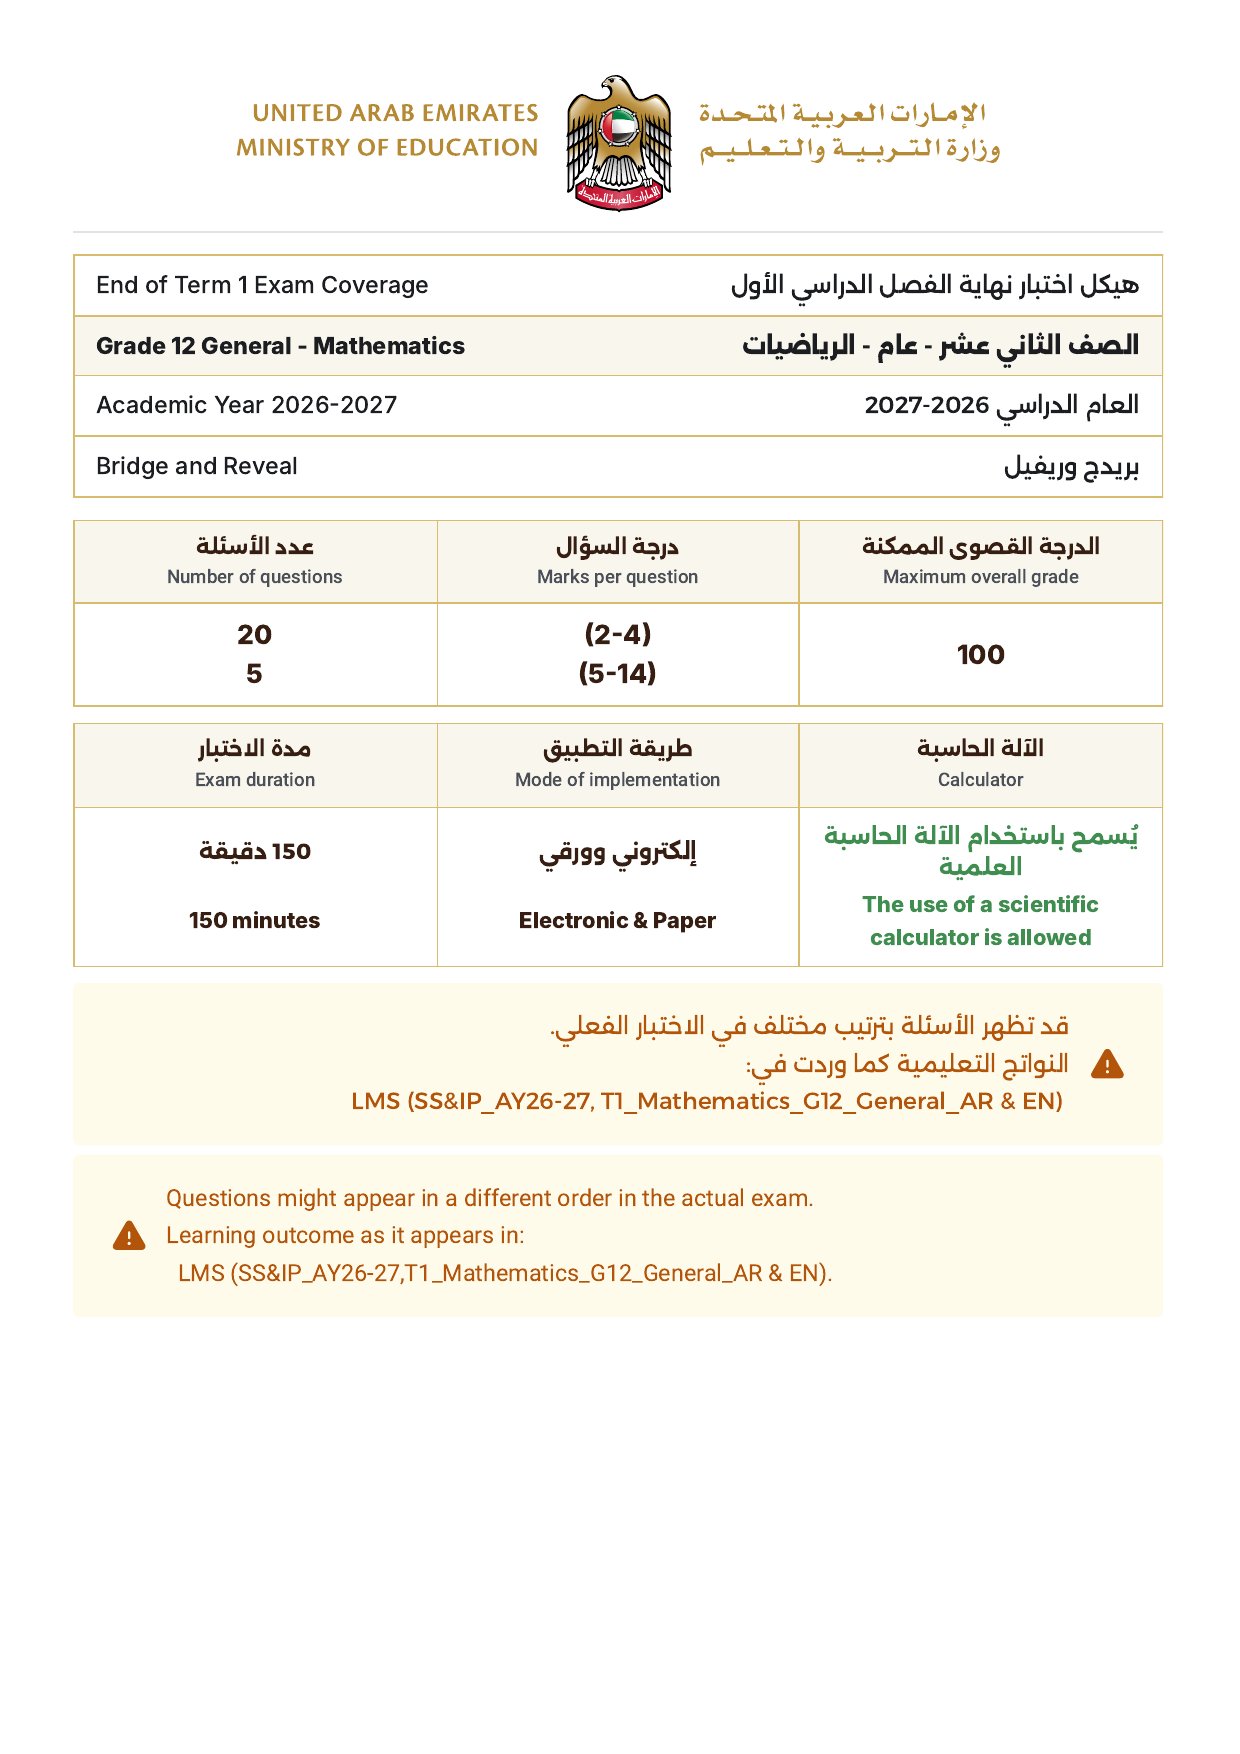 UNITED ARAB EMIRATES
MINISTRY OF EDUCATION
الإمارات العربية المتحدة
وزارة التربية والتعليم
الإمارات العربية المتحدة
End of Term 1 Exam Coverage
هيكل اختبار نهاية الفصل الدراسي الأول
Grade 12 General - Mathematics
الصف الثاني عشر - عام - الرياضيات
Academic Year 2026-2027
العام الدراسي 2026-2027
Bridge and Reveal
بريدج وريفيل
عدد الأسئلة
Number of questions
درجة السؤال
Marks per question
الدرجة القصوى الممكنة
Maximum overall grade
20
5
(2-4)
(5-14)
100
مدة الاختبار
Exam duration
طريقة التطبيق
Mode of implementation
الآلة الحاسبة
Calculator
150 دقيقة
150 minutes
إلكتروني وورقي
Electronic & Paper
يُسمح باستخدام الآلة الحاسبة
العلمية
The use of a scientific
calculator is allowed
قد تظهر الأسئلة بترتيب مختلف في الاختبار الفعلي.
النواتج التعليمية كما وردت في:
LMS (SS&IP_AY26-27, T1_Mathematics_G12_General_AR & EN)
Questions might appear in a different order in the actual exam.
Learning outcome as it appears in:
LMS (SS&IP_AY26-27,T1_Mathematics_G12_General_AR & EN).